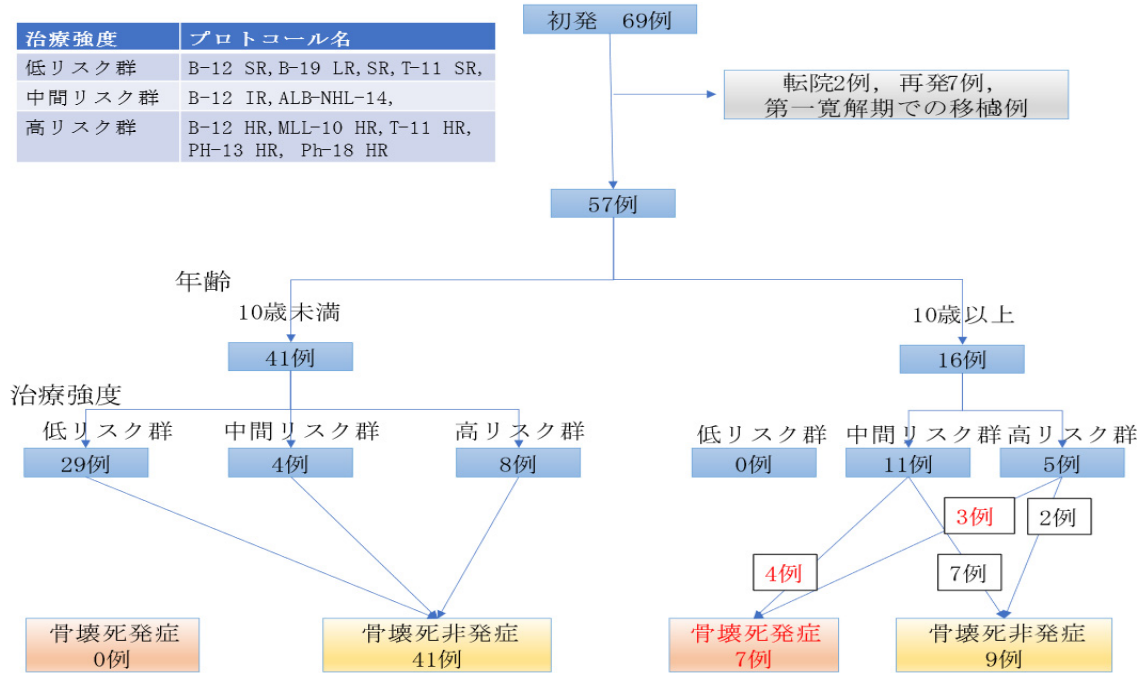 初発 69例
治療強度 プロトコール名
低リスク群 B-12 SR,B-19 LR,SR,T-11 SR,
中間リスク群 B-12 IR,ALB-NHL-14,
高リスク群 B-12 HR,MLL-10 HR,T-11 HR,
PH-13 HR, Ph-18 HR
転院2例, 再発7例,
第一寛解期での移植3例
57例
年齢
10歳未満
10歳以上
41例
16例
治療強度
低リスク群 中間リスク群 高リスク群
低リスク群 中間リスク群 高リスク群
29例 4例 8例
0例 11例 5例
3例 2例
4例 7例
骨壊死発症
0例
骨壊死非発症
41例
骨壊死発症
7例
骨壊死非発症
9例